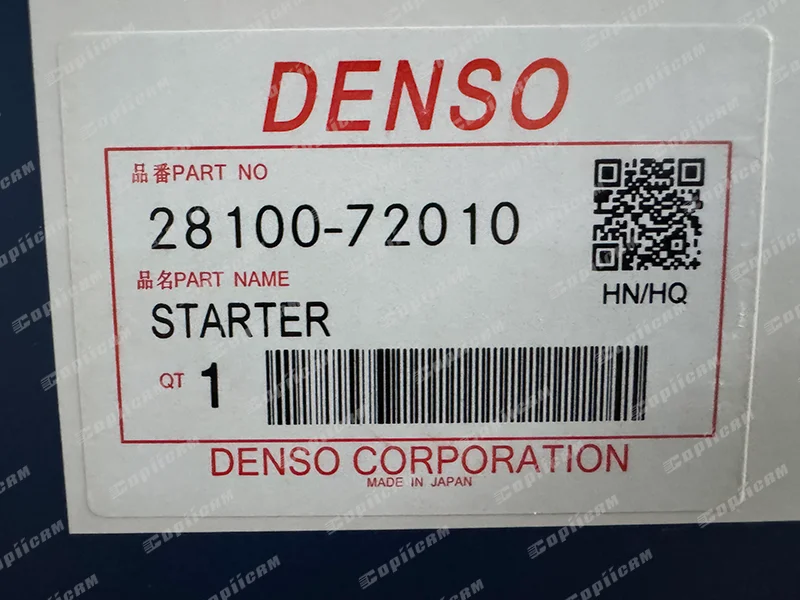 DENSO
品番PART NO
28100-72010
HN/HQ
品名PART NAME
STARTER
QT 1
DENSO CORPORATION
MADE IN JAPAN
CopiiCRM